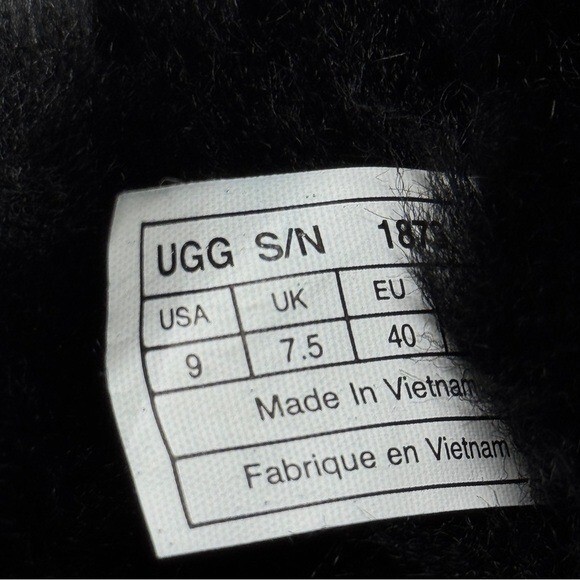 UGG S/N
USA UK EU
9 7.5 40
Made In Vietnam
Fabrique en Vietnam